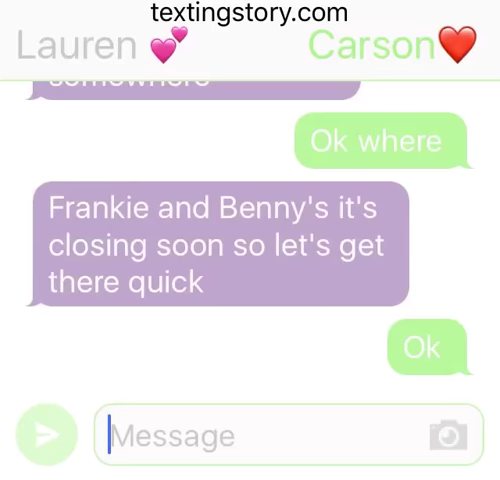 textingstory.com
Lauren 💕 Carson❤️
Ok where
Frankie and Benny's it's
closing soon so let's get
there quick
Ok
Message